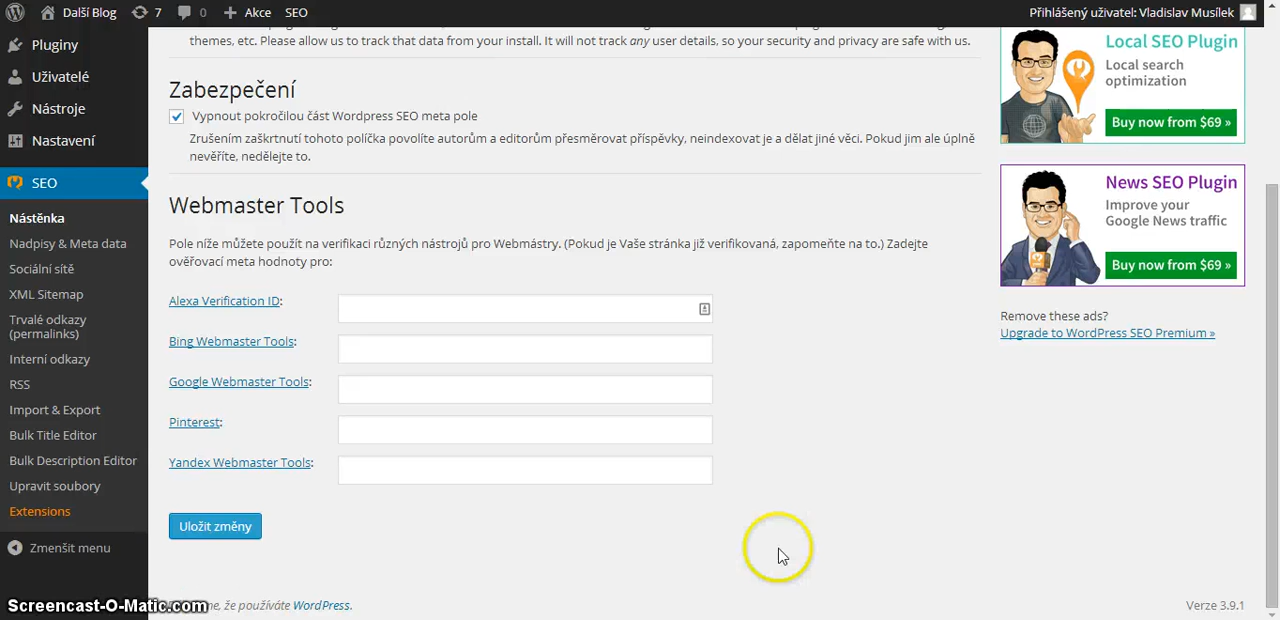 Další Blog 7 0 + Akce SEO Přihlášený uživatel: Vladislav Musílek
Pluginy
Uživatelé
Nástroje
Nastavení
SEO
Nástěnka
Nadpisy & Meta data
Sociální sítě
XML Sitemap
Trvalé odkazy
(permalinks)
Interní odkazy
RSS
Import & Export
Bulk Title Editor
Bulk Description Editor
Upravit soubory
Extensions
Zmenšit menu
themes, etc. Please allow us to track that data from your install. It will not track any user details, so your security and privacy are safe with us.
Zabezpečení
Vypnout pokročilou část Wordpress SEO meta pole
Zrušením zaškrtnutí tohoto políčka povolíte autorům a editorům přesměrovat příspěvky, neindexovat je a dělat jiné věci. Pokud jim ale úplně
nevěříte, nedělejte to.
Webmaster Tools
Pole níže můžete použít na verifikaci různých nástrojů pro Webmástry. (Pokud je Vaše stránka již verifikovaná, zapomeňte na to.) Zadejte
ověřovací meta hodnoty pro:
Alexa Verification ID:
Bing Webmaster Tools:
Google Webmaster Tools:
Pinterest:
Yandex Webmaster Tools:
Uložit změny
Local SEO Plugin
Local search
optimization
Buy now from $69 »
News SEO Plugin
Improve your
Google News traffic
Buy now from $69 »
Remove these ads?
Upgrade to WordPress SEO Premium »
Screencast-O-Matic.com
me, že používáte WordPress.
Verze 3.9.1